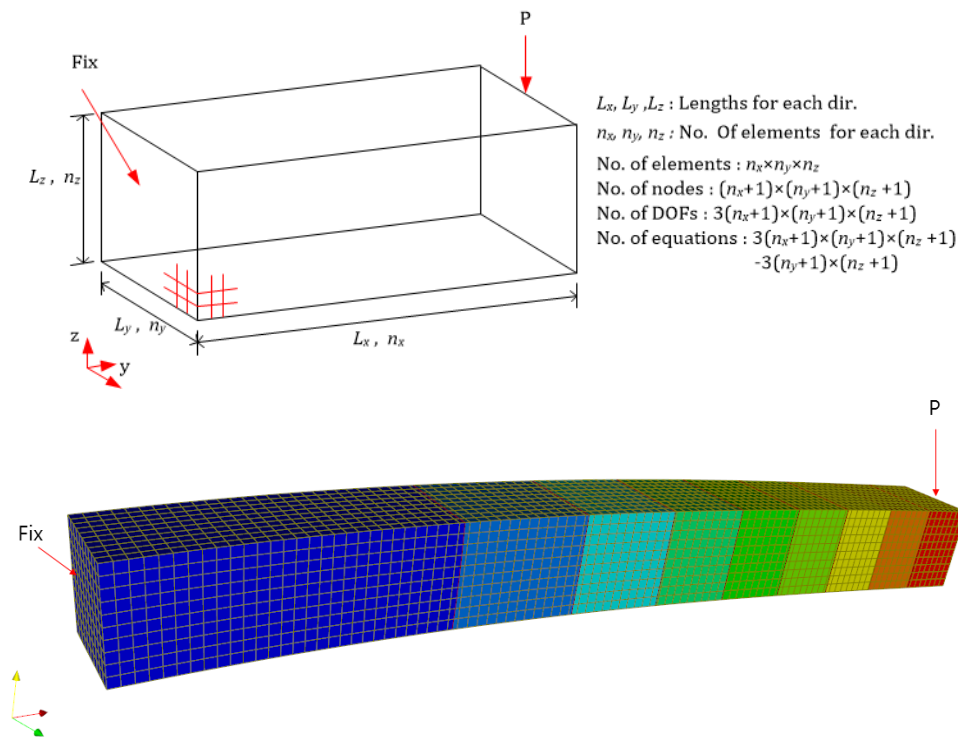 P
Fix
Lx, Ly ,Lz : Lengths for each dir.
nx, ny, nz : No. Of elements for each dir.
No. of elements : nx×ny×nz
No. of nodes : (nx+1)×(ny+1)×(nz +1)
No. of DOFs : 3(nx+1)×(ny+1)×(nz +1)
No. of equations : 3(nx+1)×(ny+1)×(nz +1)
-3(ny+1)×(nz +1)
Lz , nz
Ly , ny
Lx , nx
z
y
P
Fix